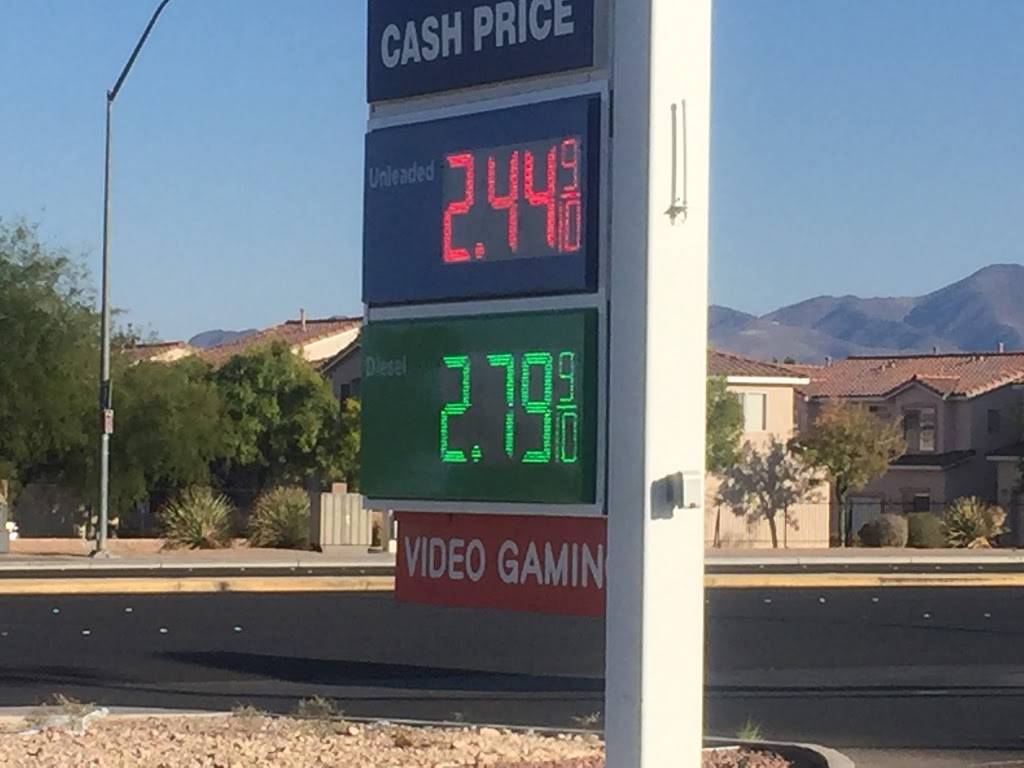 CASH PRICE
Unleaded 2.44 9/10
Diesel 2.79 9/10
VIDEO GAMIN